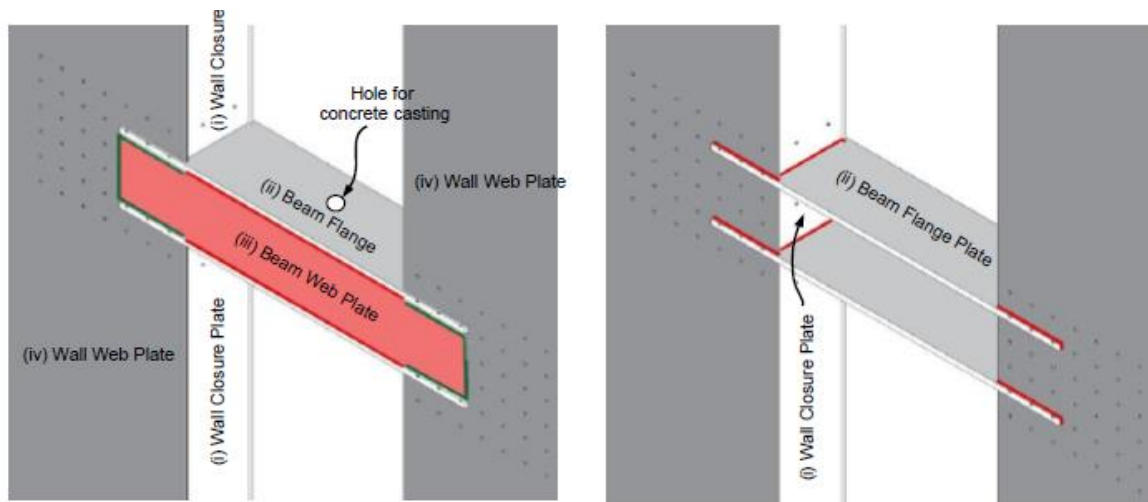 (i) Wall Closure
Hole for
concrete casting
(iv) Wall Web Plate
(ii) Beam Flange
(iii) Beam Web Plate
(iv) Wall Web Plate
(i) Wall Closure Plate
(ii) Beam Flange Plate
(i) Wall Closure Plate